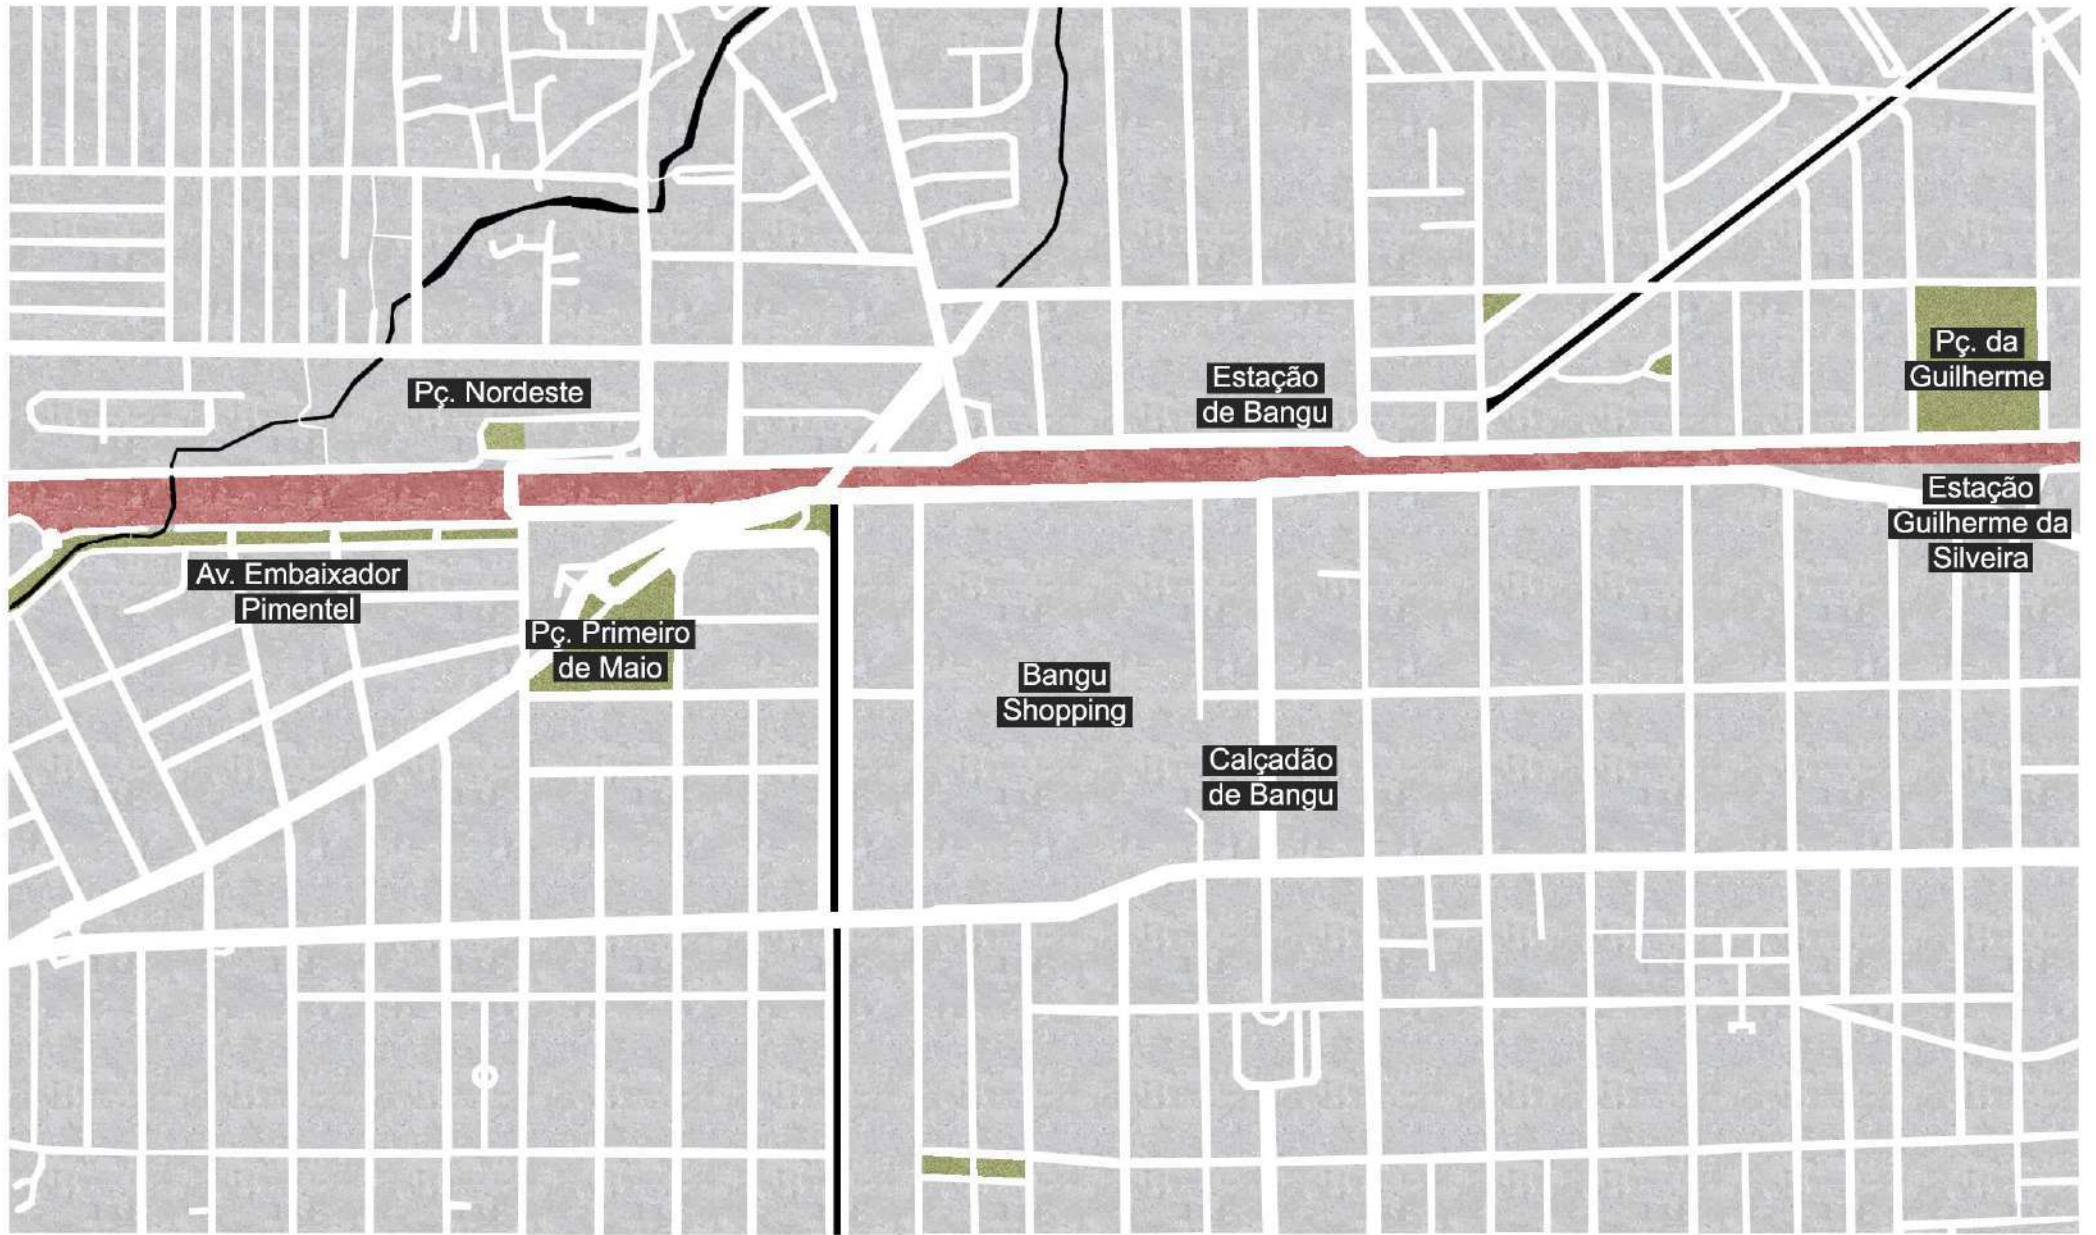 Pç. da
Guilherme
Estação
de Bangu
Pç. Nordeste
Estação
Guilherme da
Silveira
Av. Embaixador
Pimentel
Pç. Primeiro
de Maio
Bangu
Shopping
Calçadão
de Bangu